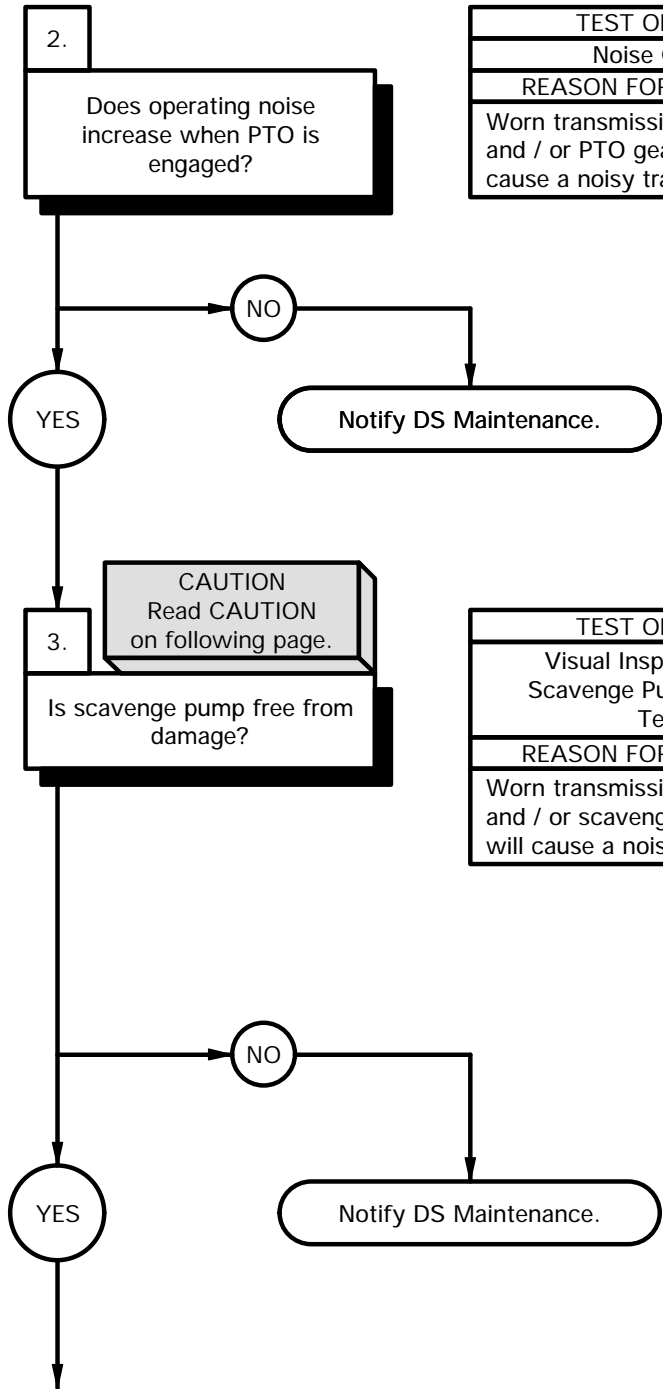 2.
Does operating noise
increase when PTO is
engaged?
TEST O
Noise
REASON FOR
Worn transmissi
and / or PTO gea
cause a noisy tra
NO
YES
Notify DS Maintenance.
CAUTION
Read CAUTION
on following page.
3.
Is scavenge pump free from
damage?
TEST O
Visual Insp
Scavenge Pu
Te
REASON FOR
Worn transmissi
and / or scaveng
will cause a nois
NO
YES
Notify DS Maintenance.